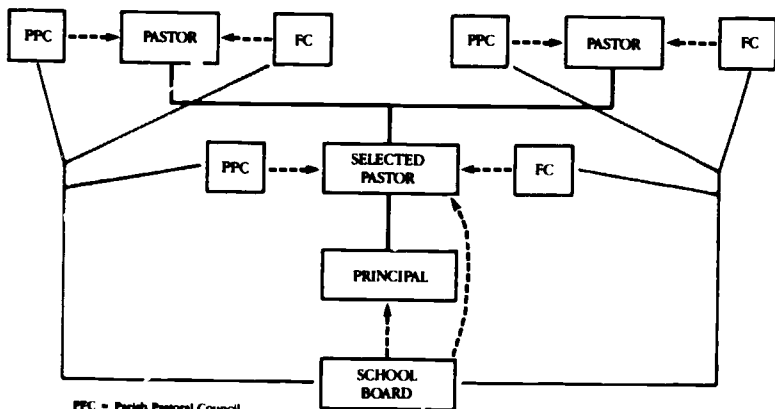 PPC
PASTOR
FC
PPC
PASTOR
FC
PPC
SELECTED
PASTOR
FC
PRINCIPAL
SCHOOL
BOARD
PPC = Parish Pastoral Council